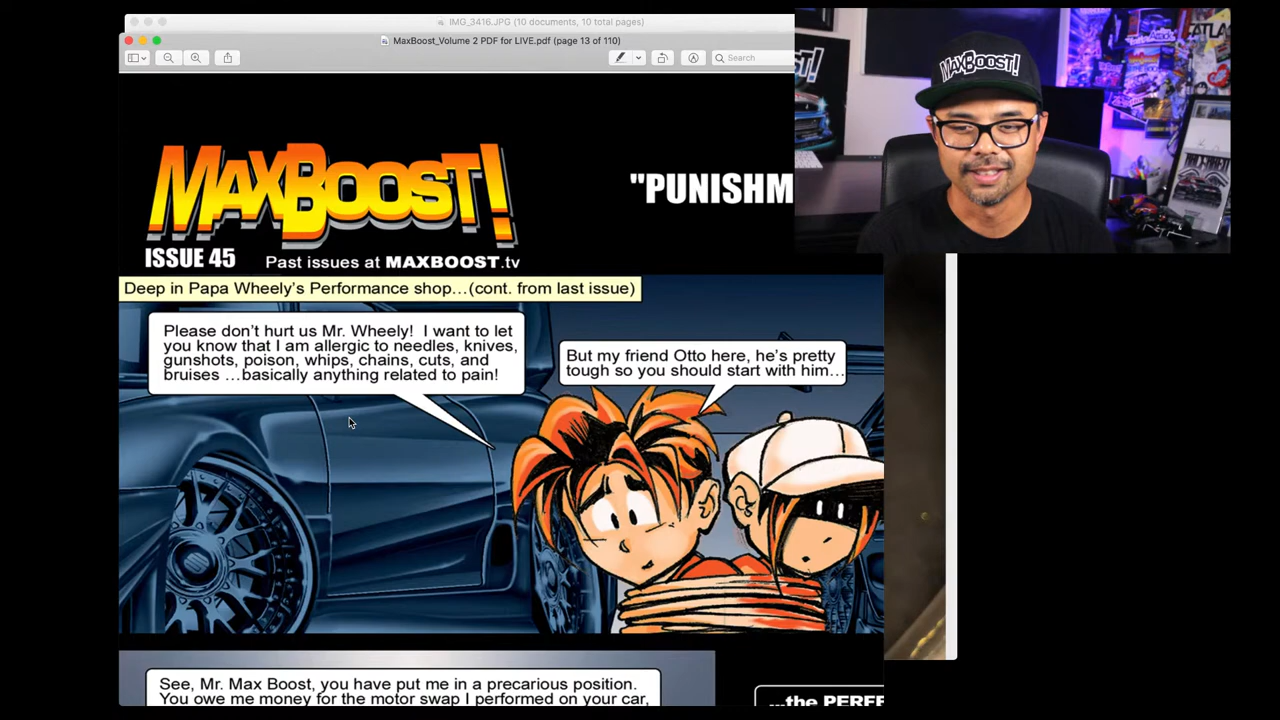 IMG_3416.JPG (10 documents, 10 total pages)
MaxBoost_Volume 2 PDF for LIVE.pdf (page 13 of 110)
Search
MAXBOOST!
MAXBOOST!
"PUNISHM
ISSUE 45
Past issues at MAXBOOST.tv
Deep in Papa Wheely's Performance shop...(cont. from last issue)
Please don't hurt us Mr. Wheely! I want to let
you know that I am allergic to needles, knives,
gunshots, poison, whips, chains, cuts, and
bruises ...basically anything related to pain!
But my friend Otto here, he's pretty
tough so you should start with him...
See, Mr. Max Boost, you have put me in a precarious position.
You owe me money for the motor swap I performed on your car,
...the PERF